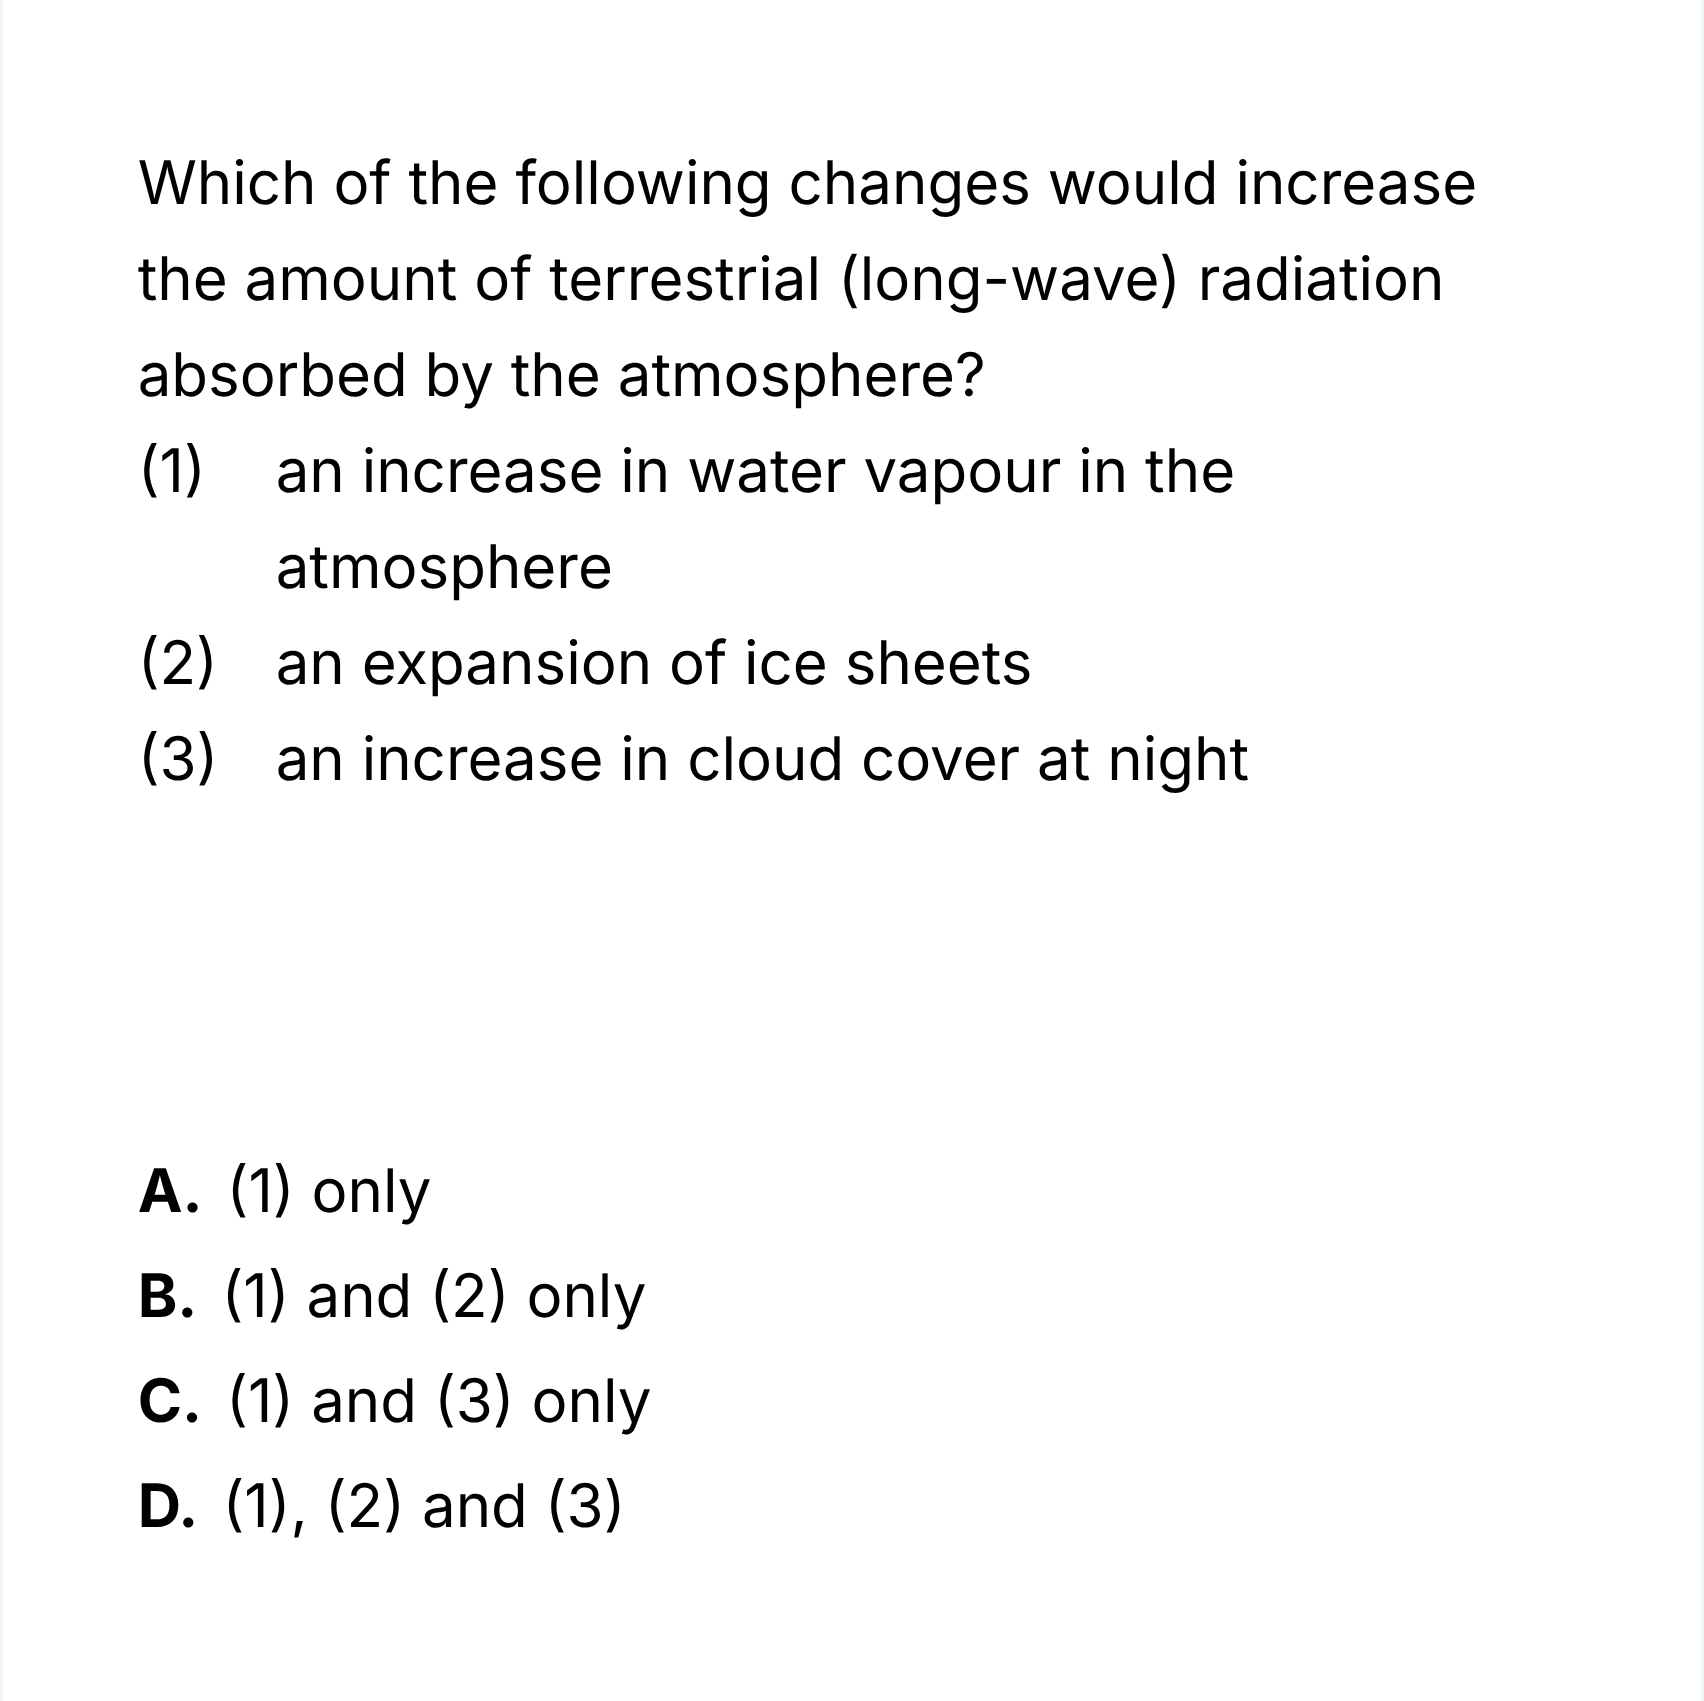 Which of the following changes would increase
the amount of terrestrial (long-wave) radiation
absorbed by the atmosphere?
(1) an increase in water vapour in the
atmosphere
(2) an expansion of ice sheets
(3) an increase in cloud cover at night
A. (1) only
B. (1) and (2) only
C. (1) and (3) only
D. (1), (2) and (3)